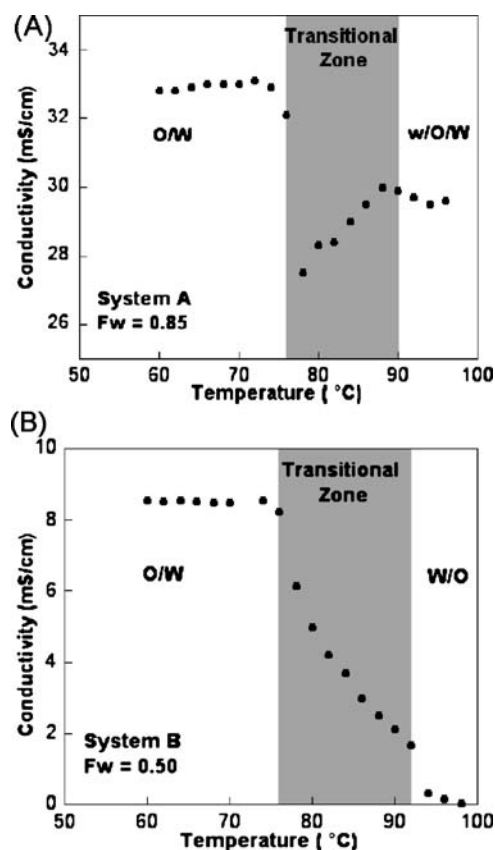 (A)
Transitional
Zone
O/W
w/O/W
System A
Fw = 0.85
Conductivity (mS/cm)
34
32
30
28
26
50 60 70 80 90 100
Temperature ( °C)
(B)
Transitional
Zone
O/W
W/O
System B
Fw = 0.50
Conductivity (mS/cm)
10
8
6
4
2
0
50 60 70 80 90 100
Temperature ( °C)